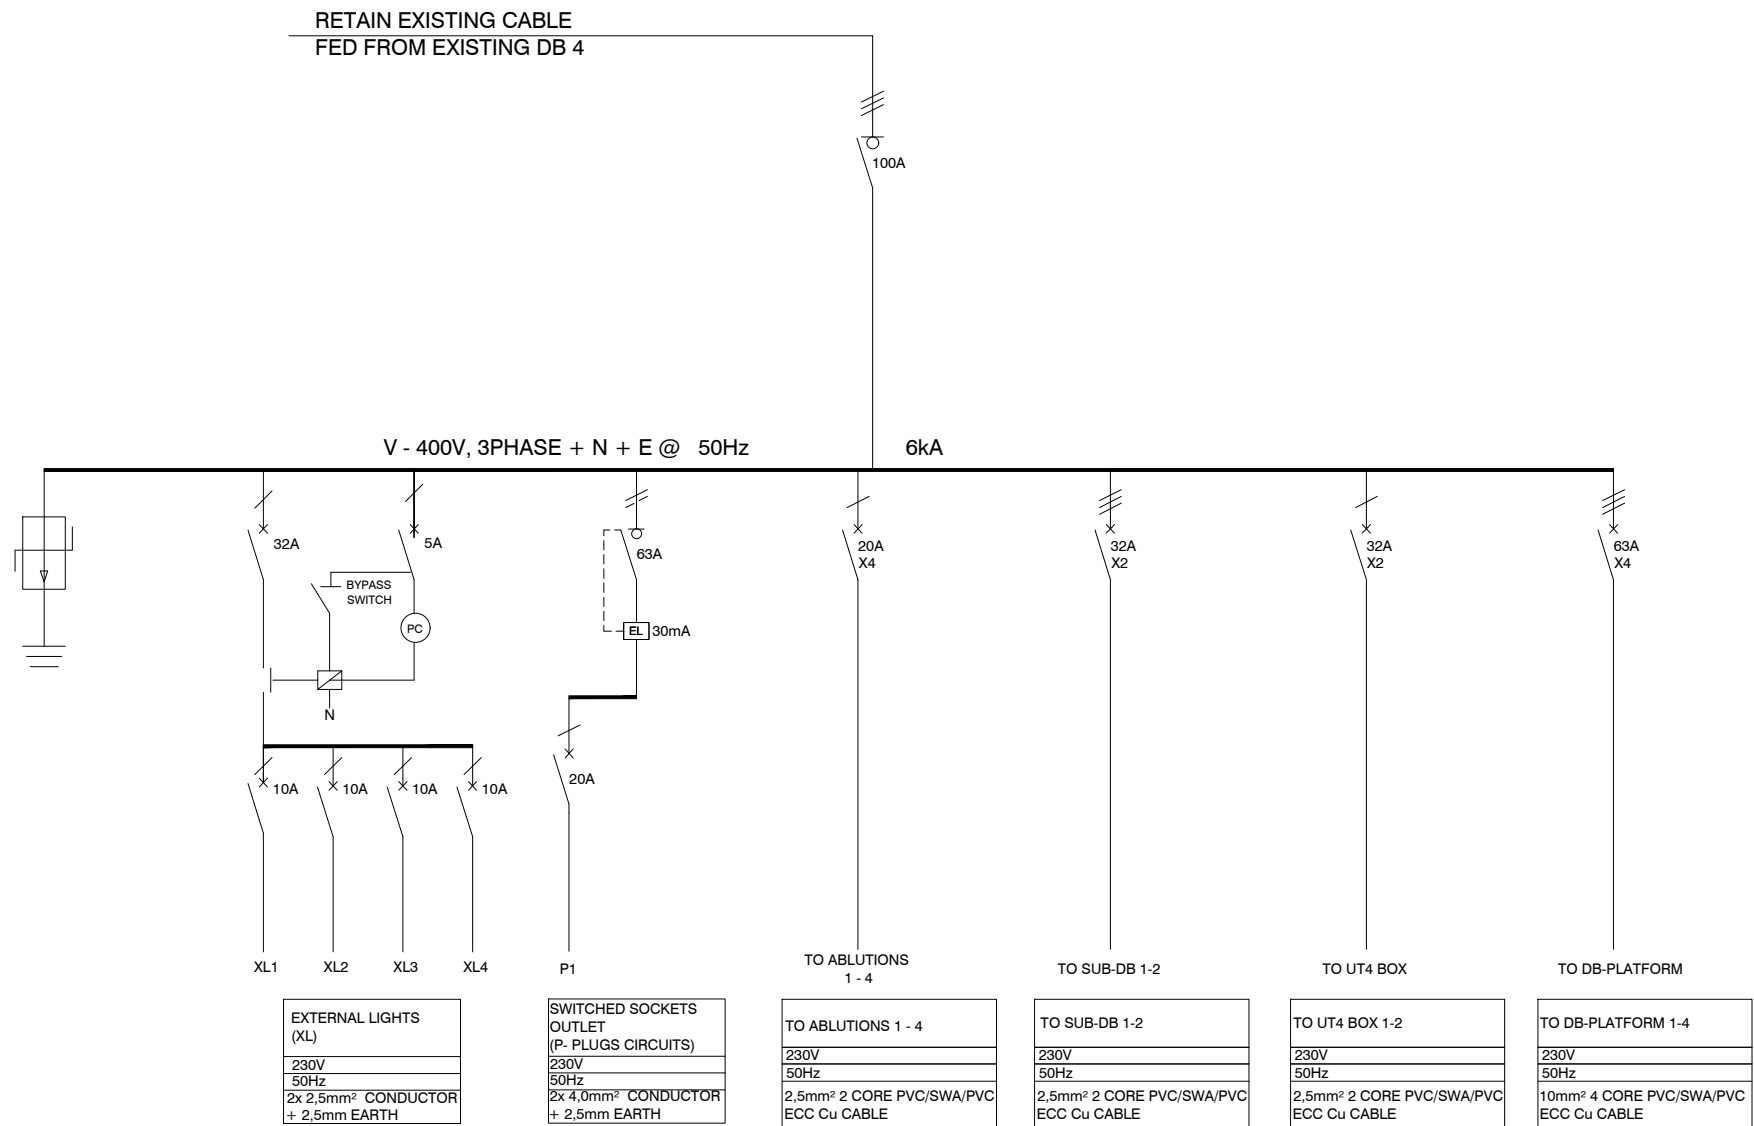 RETAIN EXISTING CABLE
FED FROM EXISTING DB 4
100A
V - 400V, 3PHASE + N + E @ 50Hz
6kA
32A
5A
BYPASS
SWITCH
PC
N
63A
EL
30mA
20A
X4
32A
X2
32A
X2
63A
X4
10A
10A
10A
10A
20A
XL1
XL2
XL3
XL4
P1
TO ABLUTIONS
1 - 4
TO SUB-DB 1-2
TO UT4 BOX
TO DB-PLATFORM
EXTERNAL LIGHTS
(XL)
230V
50Hz
2x 2,5mm² CONDUCTOR
+ 2,5mm EARTH
SWITCHED SOCKETS
OUTLET
(P- PLUGS CIRCUITS)
230V
50Hz
2x 4,0mm² CONDUCTOR
+ 2,5mm EARTH
TO ABLUTIONS 1 - 4
230V
50Hz
2,5mm² 2 CORE PVC/SWA/PVC
ECC Cu CABLE
TO SUB-DB 1-2
230V
50Hz
2,5mm² 2 CORE PVC/SWA/PVC
ECC Cu CABLE
TO UT4 BOX 1-2
230V
50Hz
2,5mm² 2 CORE PVC/SWA/PVC
ECC Cu CABLE
TO DB-PLATFORM 1-4
230V
50Hz
10mm² 4 CORE PVC/SWA/PVC
ECC Cu CABLE